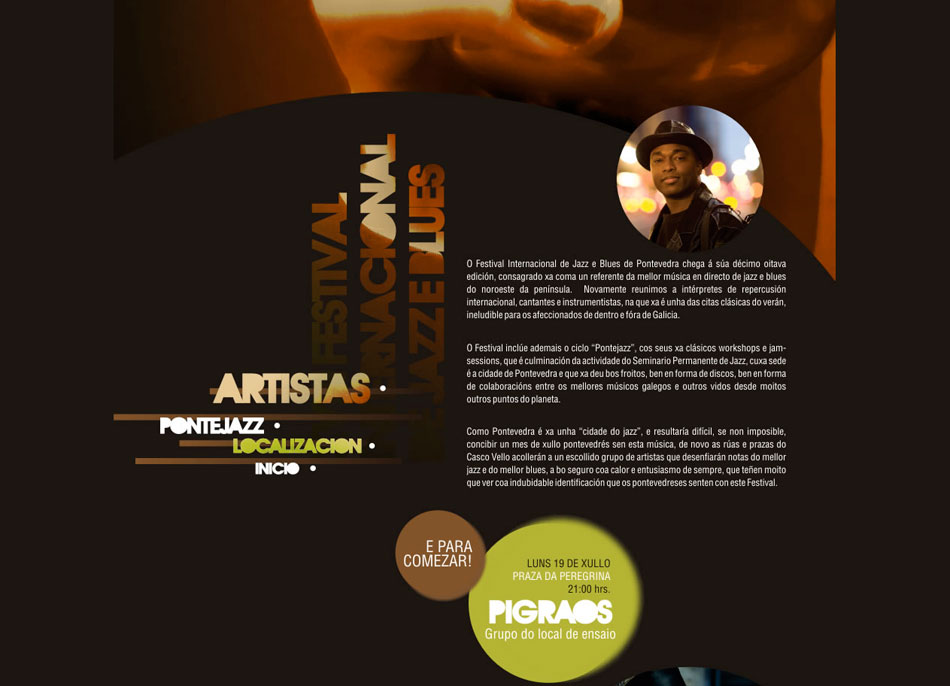 FESTIVAL
INTERNACIONAL
DE JAZZ E BLUES
ARTISTAS
PONTEJAZZ
LOCALIZACION
INICIO
O Festival Internacional de Jazz e Blues de Pontevedra chega á súa décimo oitava
edición, consagrado xa coma un referente da mellor música en directo de jazz e blues
do noroeste da península. Novamente reunimos a intérpretes de repercusión
internacional, cantantes e instrumentistas, na que xa é unha das citas clásicas do verán,
ineludible para os afeccionados de dentro e fóra de Galicia.
O Festival inclúe ademais o ciclo “Pontejazz”, cos seus xa clásicos workshops e jam-
sessions, que é culminación da actividade do Seminario Permanente de Jazz, cuxa sede
é a cidade de Pontevedra e que xa deu bos froitos, ben en forma de discos, ben en forma
de colaboracións entre os mellores músicos galegos e outros vidos desde moitos
outros puntos do planeta.
Como Pontevedra é xa unha “cidade do jazz”, e resultaría difícil, se non imposible,
concibir un mes de xullo pontevedrés sen esta música, de novo as rúas e prazas do
Casco Vello acollerán a un escollido grupo de artistas que desenfiarán notas do mellor
jazz e do mellor blues, a bo seguro coa calor e entusiasmo de sempre, que teñen moito
que ver coa indubidable identificación que os pontevedreses senten con este Festival.
E PARA
COMEZAR!
LUNS 19 DE XULLO
PRAZA DA PEREGRINA
21:00 hrs.
PIGRAOS
Grupo do local de ensaio